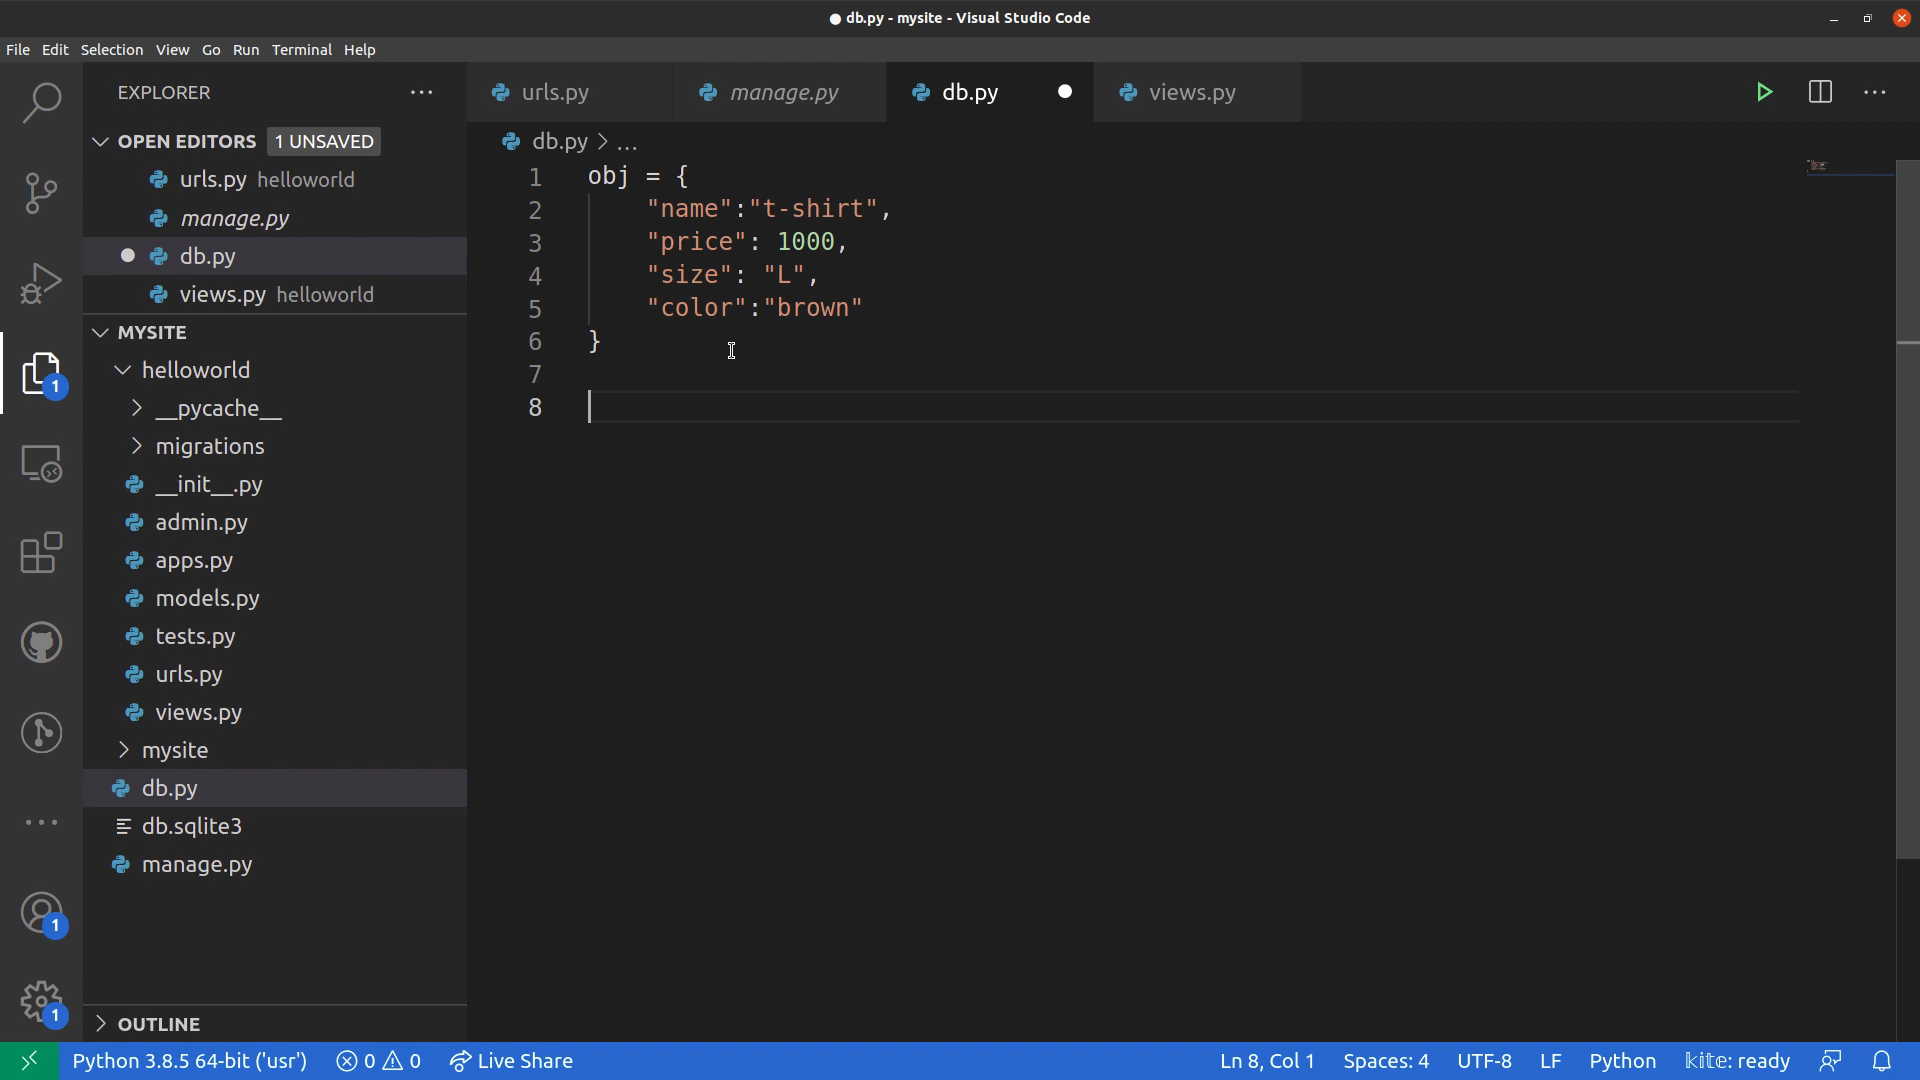 ● db.py - mysite - Visual Studio Code
File Edit Selection View Go Run Terminal Help
EXPLORER ...
OPEN EDITORS 1 UNSAVED
urls.py helloworld
manage.py
db.py
views.py helloworld
MYSITE
helloworld
__pycache__
migrations
__init__.py
admin.py
apps.py
models.py
tests.py
urls.py
views.py
mysite
db.py
db.sqlite3
manage.py
OUTLINE
1
1
1
urls.py manage.py db.py views.py
db.py > ...
1 obj = {
2 "name":"t-shirt",
3 "price": 1000,
4 "size": "L",
5 "color":"brown"
6 }
7
8
Python 3.8.5 64-bit ('usr') 0 0 Live Share Ln 8, Col 1 Spaces: 4 UTF-8 LF Python kite: ready